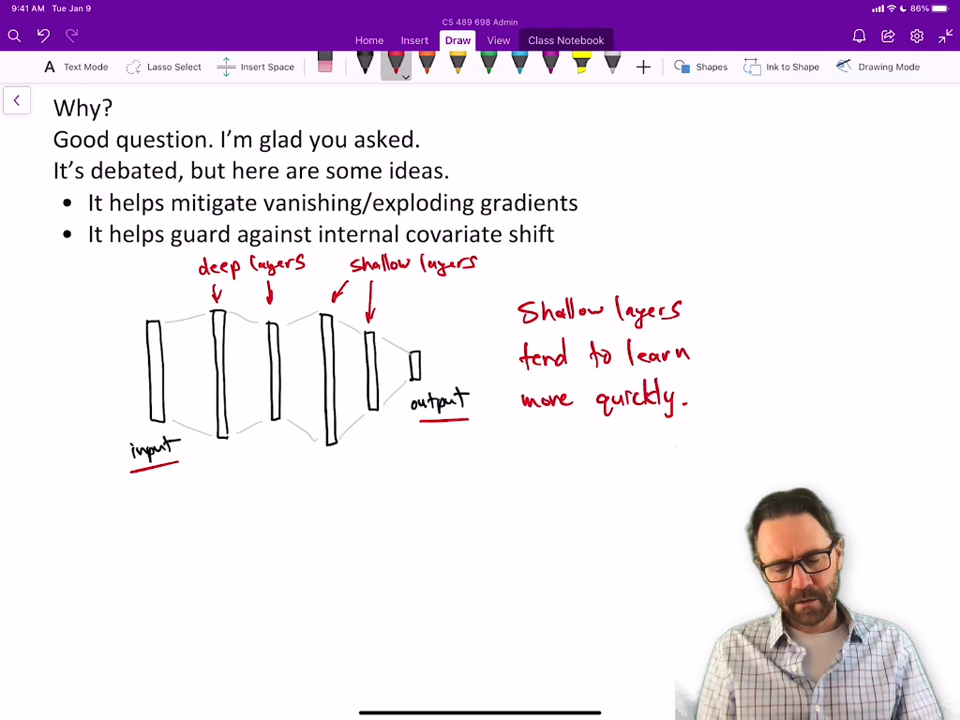 9:41 AM Tue Jan 9
86%
CS 489 698 Admin
Home Insert Draw View Class Notebook
Text Mode Lasso Select Insert Space Shapes Ink to Shape Drawing Mode
Why?
Good question. I'm glad you asked.
It's debated, but here are some ideas.
• It helps mitigate vanishing/exploding gradients
• It helps guard against internal covariate shift
deep layers
shallow layers
Shallow layers
tend to learn
more quickly.
output
input